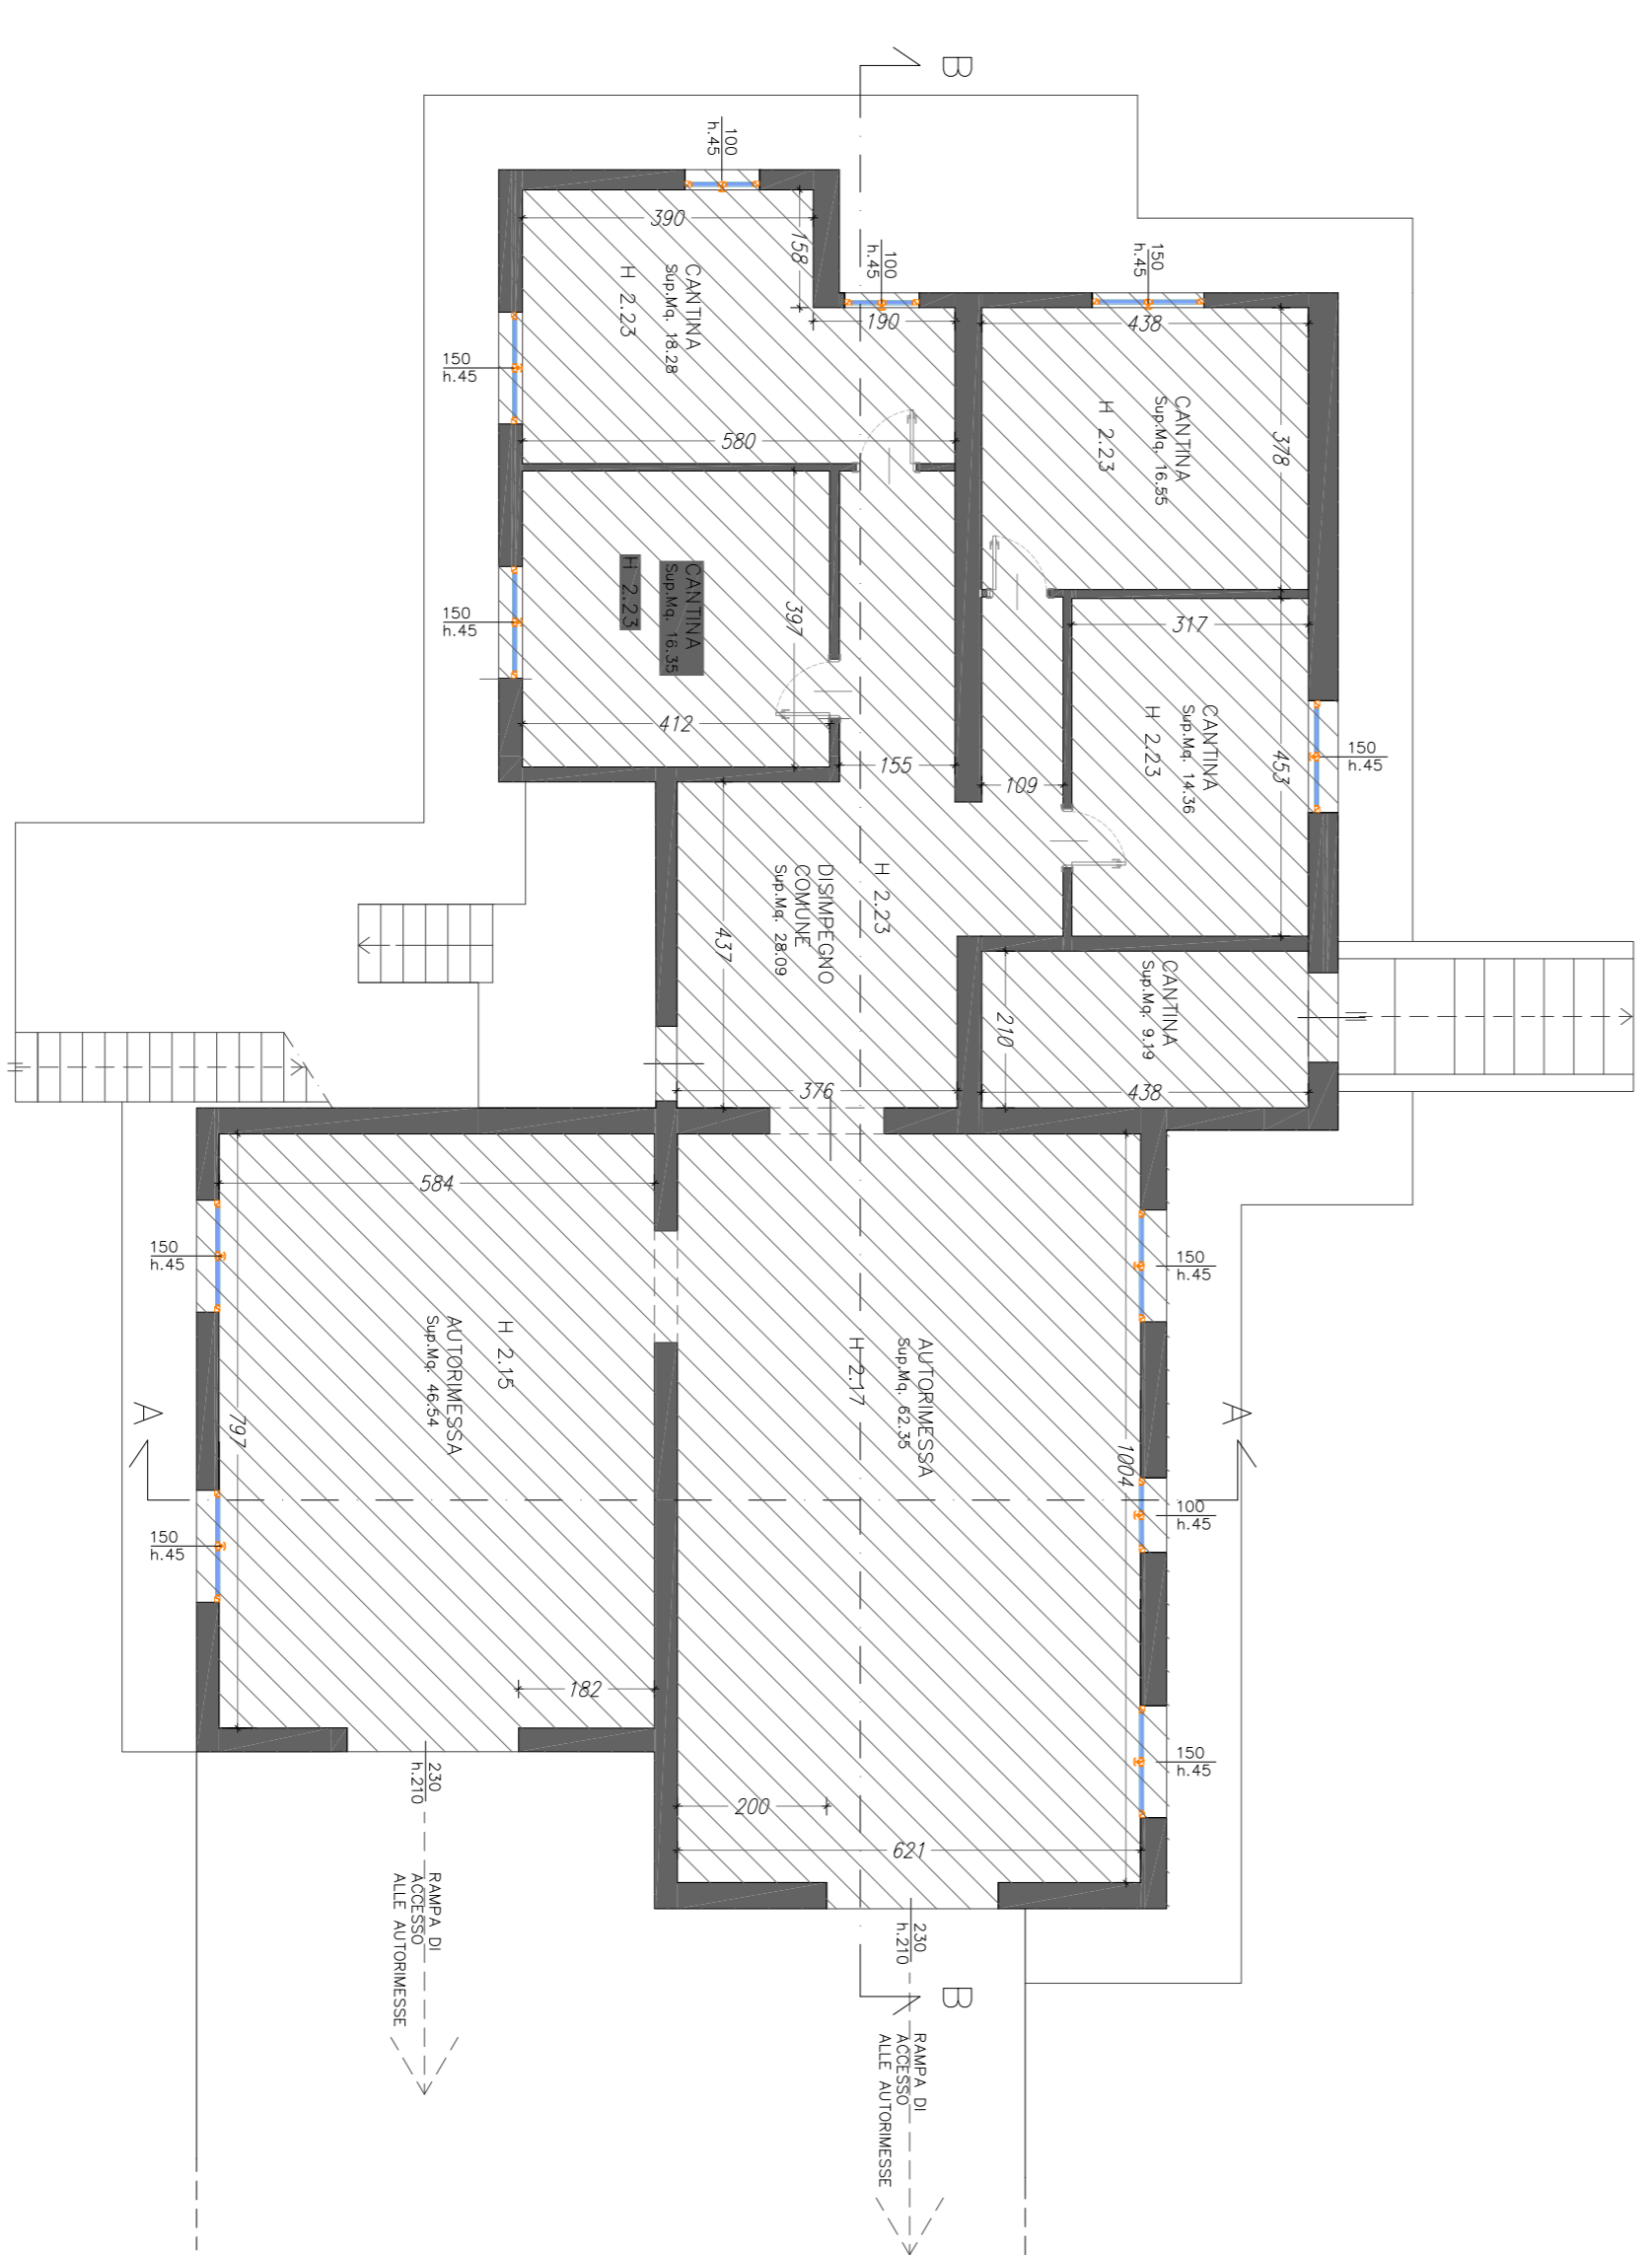 B
100
h.45
390
158
CANTINA
Sup.Mq. 18.28
H 2.23
100
h.45
190
150
h.45
438
CANTINA
Sup.Mq. 16.55
H 2.23
378
150
h.45
580
CANTINA
Sup.Mq. 16.35
H 2.23
397
150
h.45
412
155
109
317
CANTINA
Sup.Mq. 14.36
H 2.23
453
150
h.45
H 2.23
DISIMPEGNO
COMUNE
Sup.Mq. 28.09
437
376
CANTINA
Sup.Mq. 9.19
210
438
584
150
h.45
150
h.45
H 2.15
AUTORIMESSA
Sup.Mq. 46.54
797
AUTORIMESSA
Sup.Mq. 62.35
H 2.17
1004
A
A
100
h.45
150
h.45
182
150
h.45
200
621
230
h.210
RAMPA DI
ACCESSO
ALLE AUTORIMESSE
230
h.210
B
RAMPA DI
ACCESSO
ALLE AUTORIMESSE